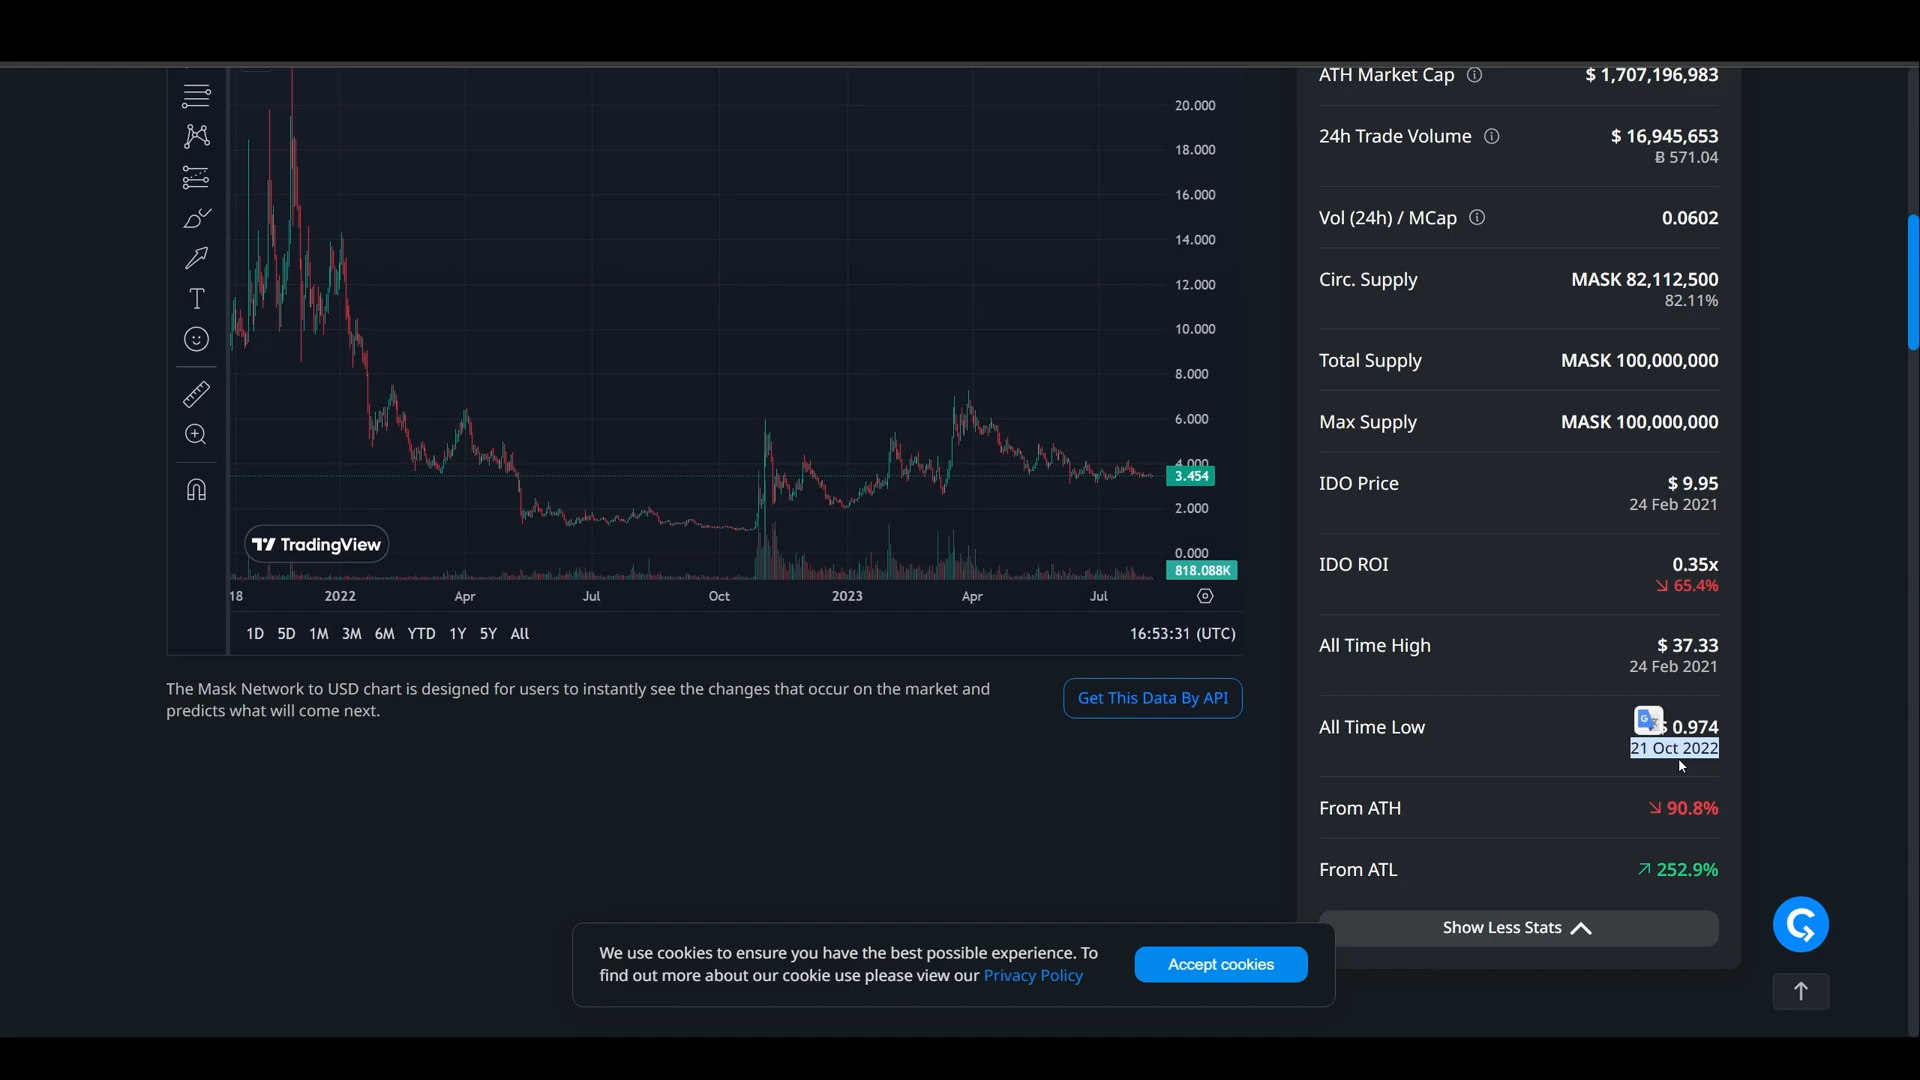 20.000
18.000
16.000
14.000
12.000
10.000
8.000
6.000
4.000
3.454
2.000
0.000
818.088K
TradingView
18 2022 Apr Jul Oct 2023 Apr Jul
1D 5D 1M 3M 6M YTD 1Y 5Y All
16:53:31 (UTC)
The Mask Network to USD chart is designed for users to instantly see the changes that occur on the market and
predicts what will come next.
Get This Data By API
ATH Market Cap $ 1,707,196,983
24h Trade Volume $ 16,945,653
Ƀ 571.04
Vol (24h) / MCap 0.0602
Circ. Supply MASK 82,112,500
82.11%
Total Supply MASK 100,000,000
Max Supply MASK 100,000,000
IDO Price $ 9.95
24 Feb 2021
IDO ROI 0.35x
65.4%
All Time High $ 37.33
24 Feb 2021
All Time Low $ 0.974
21 Oct 2022
From ATH 90.8%
From ATL 252.9%
Show Less Stats
We use cookies to ensure you have the best possible experience. To
find out more about our cookie use please view our Privacy Policy
Accept cookies